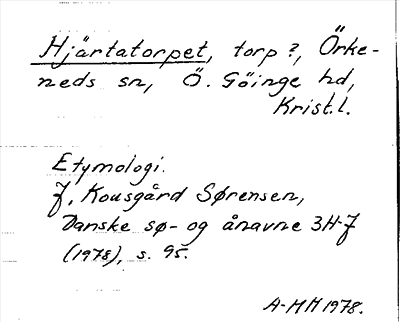 Hjärtatorpet, torp?, Örke-
neds sn, Ö. Göinge hd,
Krist. l.
Etymologi.
J. Kousgård Sørensen,
Danske sø- og ånavne 3 H-J
(1978), s. 95.
A-MH 1978.